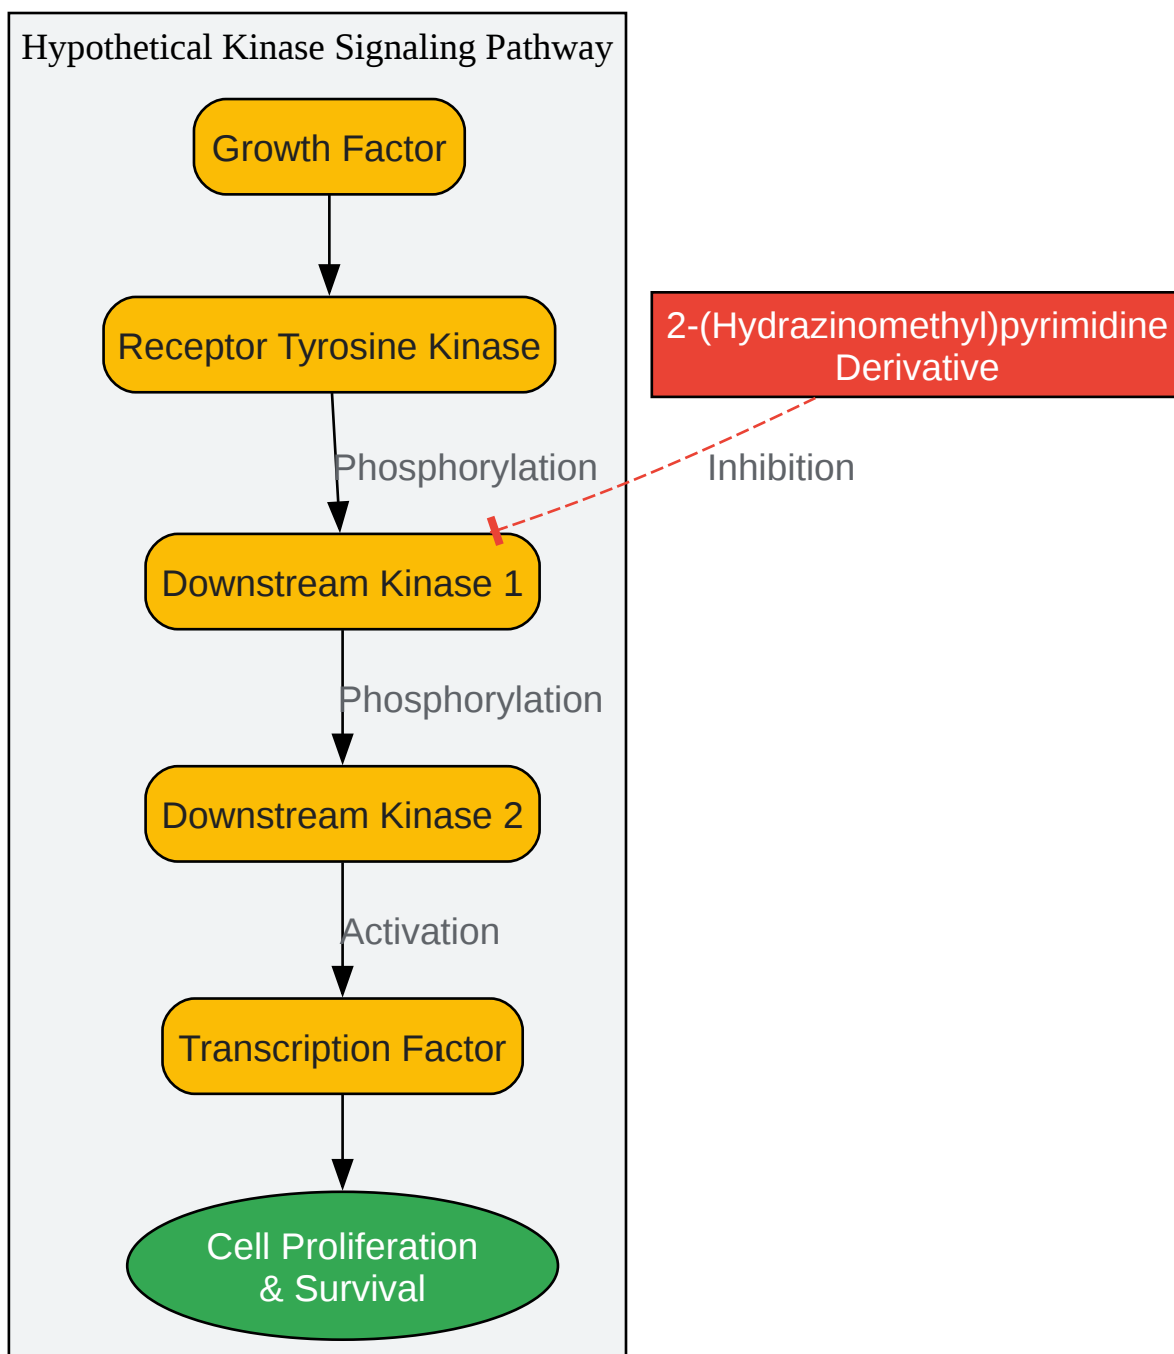 Hypothetical Kinase Signaling Pathway
Growth Factor
Receptor Tyrosine Kinase
2-(Hydrazinomethyl)pyrimidine
Derivative
Phosphorylation
Inhibition
Downstream Kinase 1
Phosphorylation
Downstream Kinase 2
Activation
Transcription Factor
Cell Proliferation
& Survival